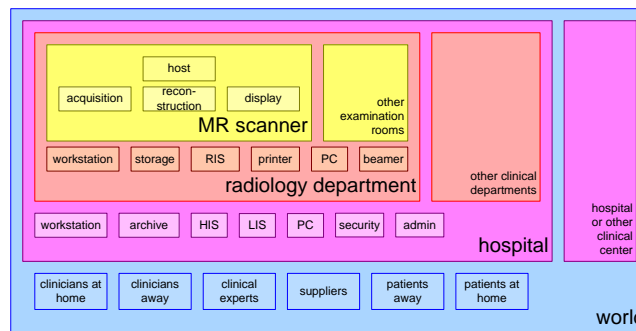 host
acquisition
recon-
struction
display
MR scanner
other
examination
rooms
workstation
storage
RIS
printer
PC
beamer
radiology department
other clinical
departments
workstation
archive
HIS
LIS
PC
security
admin
hospital
hospital
or other
clinical
center
clinicians at
home
clinicians
away
clinical
experts
suppliers
patients
away
patients at
home
world